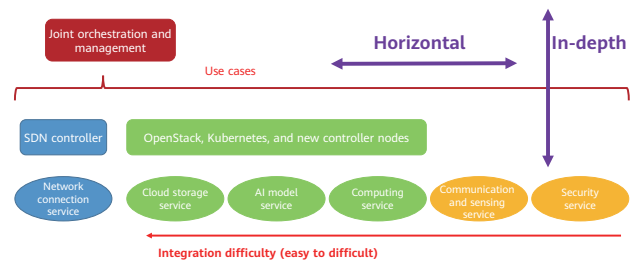 Joint orchestration and
management
Horizontal
In-depth
Use cases
SDN controller
OpenStack, Kubernetes, and new controller nodes
Network
connection
service
Cloud storage
service
AI model
service
Computing
service
Communication
and sensing
service
Security
service
Integration difficulty (easy to difficult)